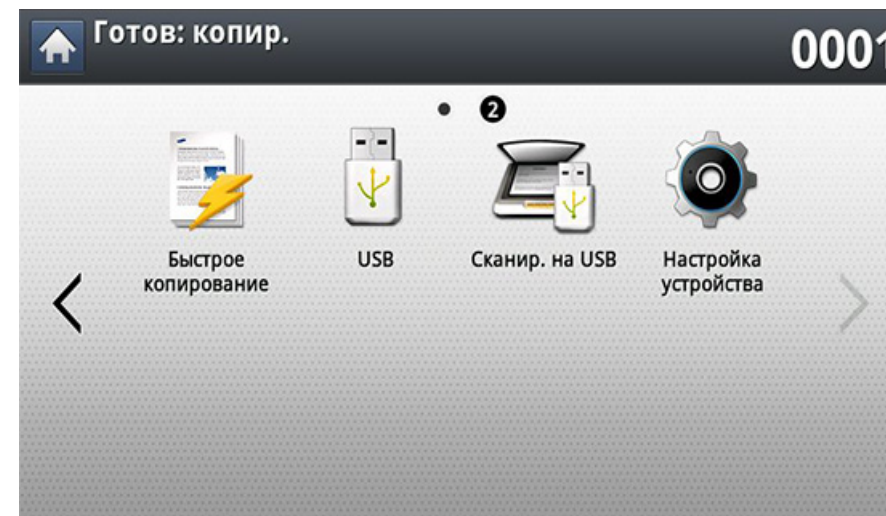 Готов: копир.
0001
2
Быстрое
копирование
USB
Сканир. на USB
Настройка
устройства